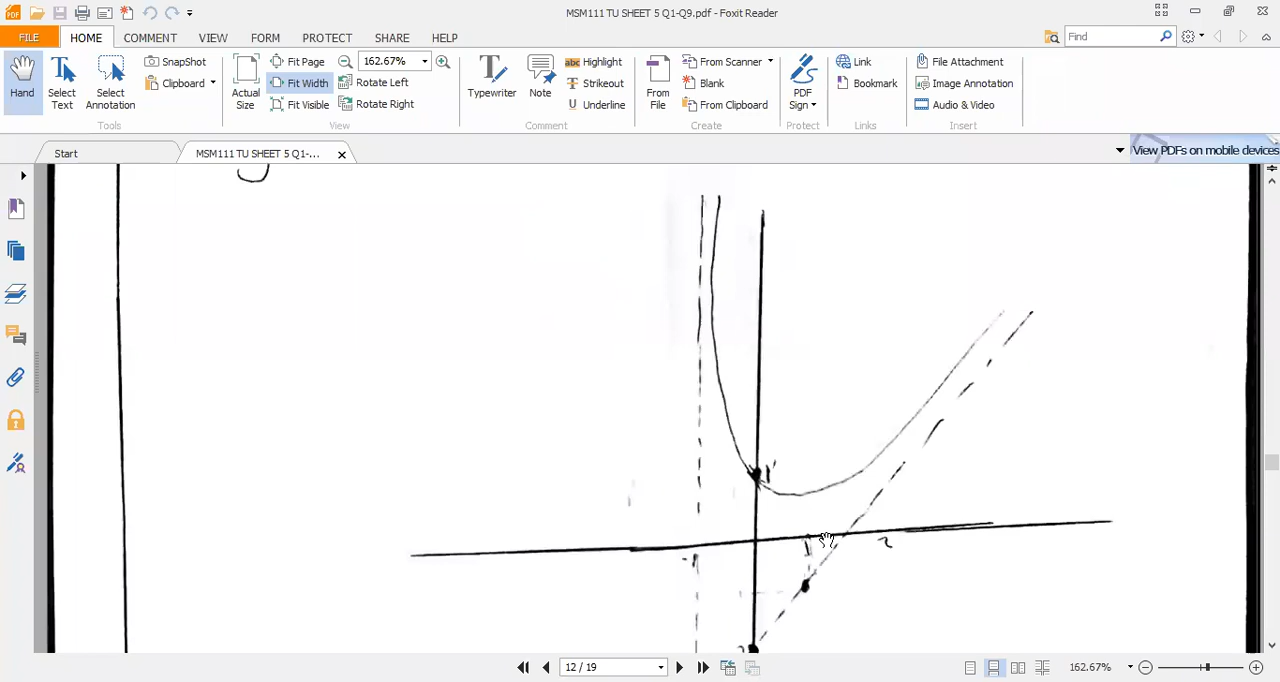 MSM111 TU SHEET 5 Q1-Q9.pdf - Foxit Reader
FILE HOME COMMENT VIEW FORM PROTECT SHARE HELP
Find
Hand
Select Text
Select Annotation
SnapShot
Clipboard
Tools
Actual Size
Fit Page
Fit Width
Fit Visible
162.67%
Rotate Left
Rotate Right
View
Typewriter
Note
Highlight
Strikeout
Underline
Comment
From File
From Scanner
Blank
From Clipboard
Create
PDF Sign
Protect
Link
Bookmark
Links
File Attachment
Image Annotation
Audio & Video
Insert
Start
MSM111 TU SHEET 5 Q1-...
View PDFs on mobile devices
1
-1
1
2
12 / 19
162.67%